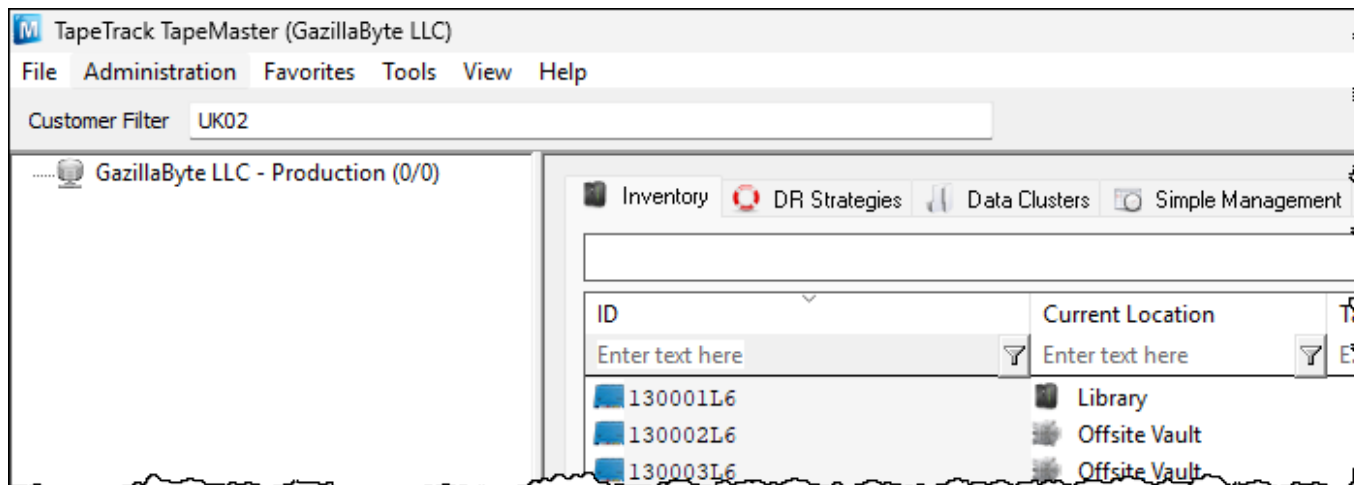 TapeTrack TapeMaster (GazillaByte LLC)
File Administration Favorites Tools View Help
Customer Filter UK02
GazillaByte LLC - Production (0/0)
Inventory DR Strategies Data Clusters Simple Management
ID Current Location
Enter text here Enter text here
130001L6 Library
130002L6 Offsite Vault
130003L6 Offsite Vault